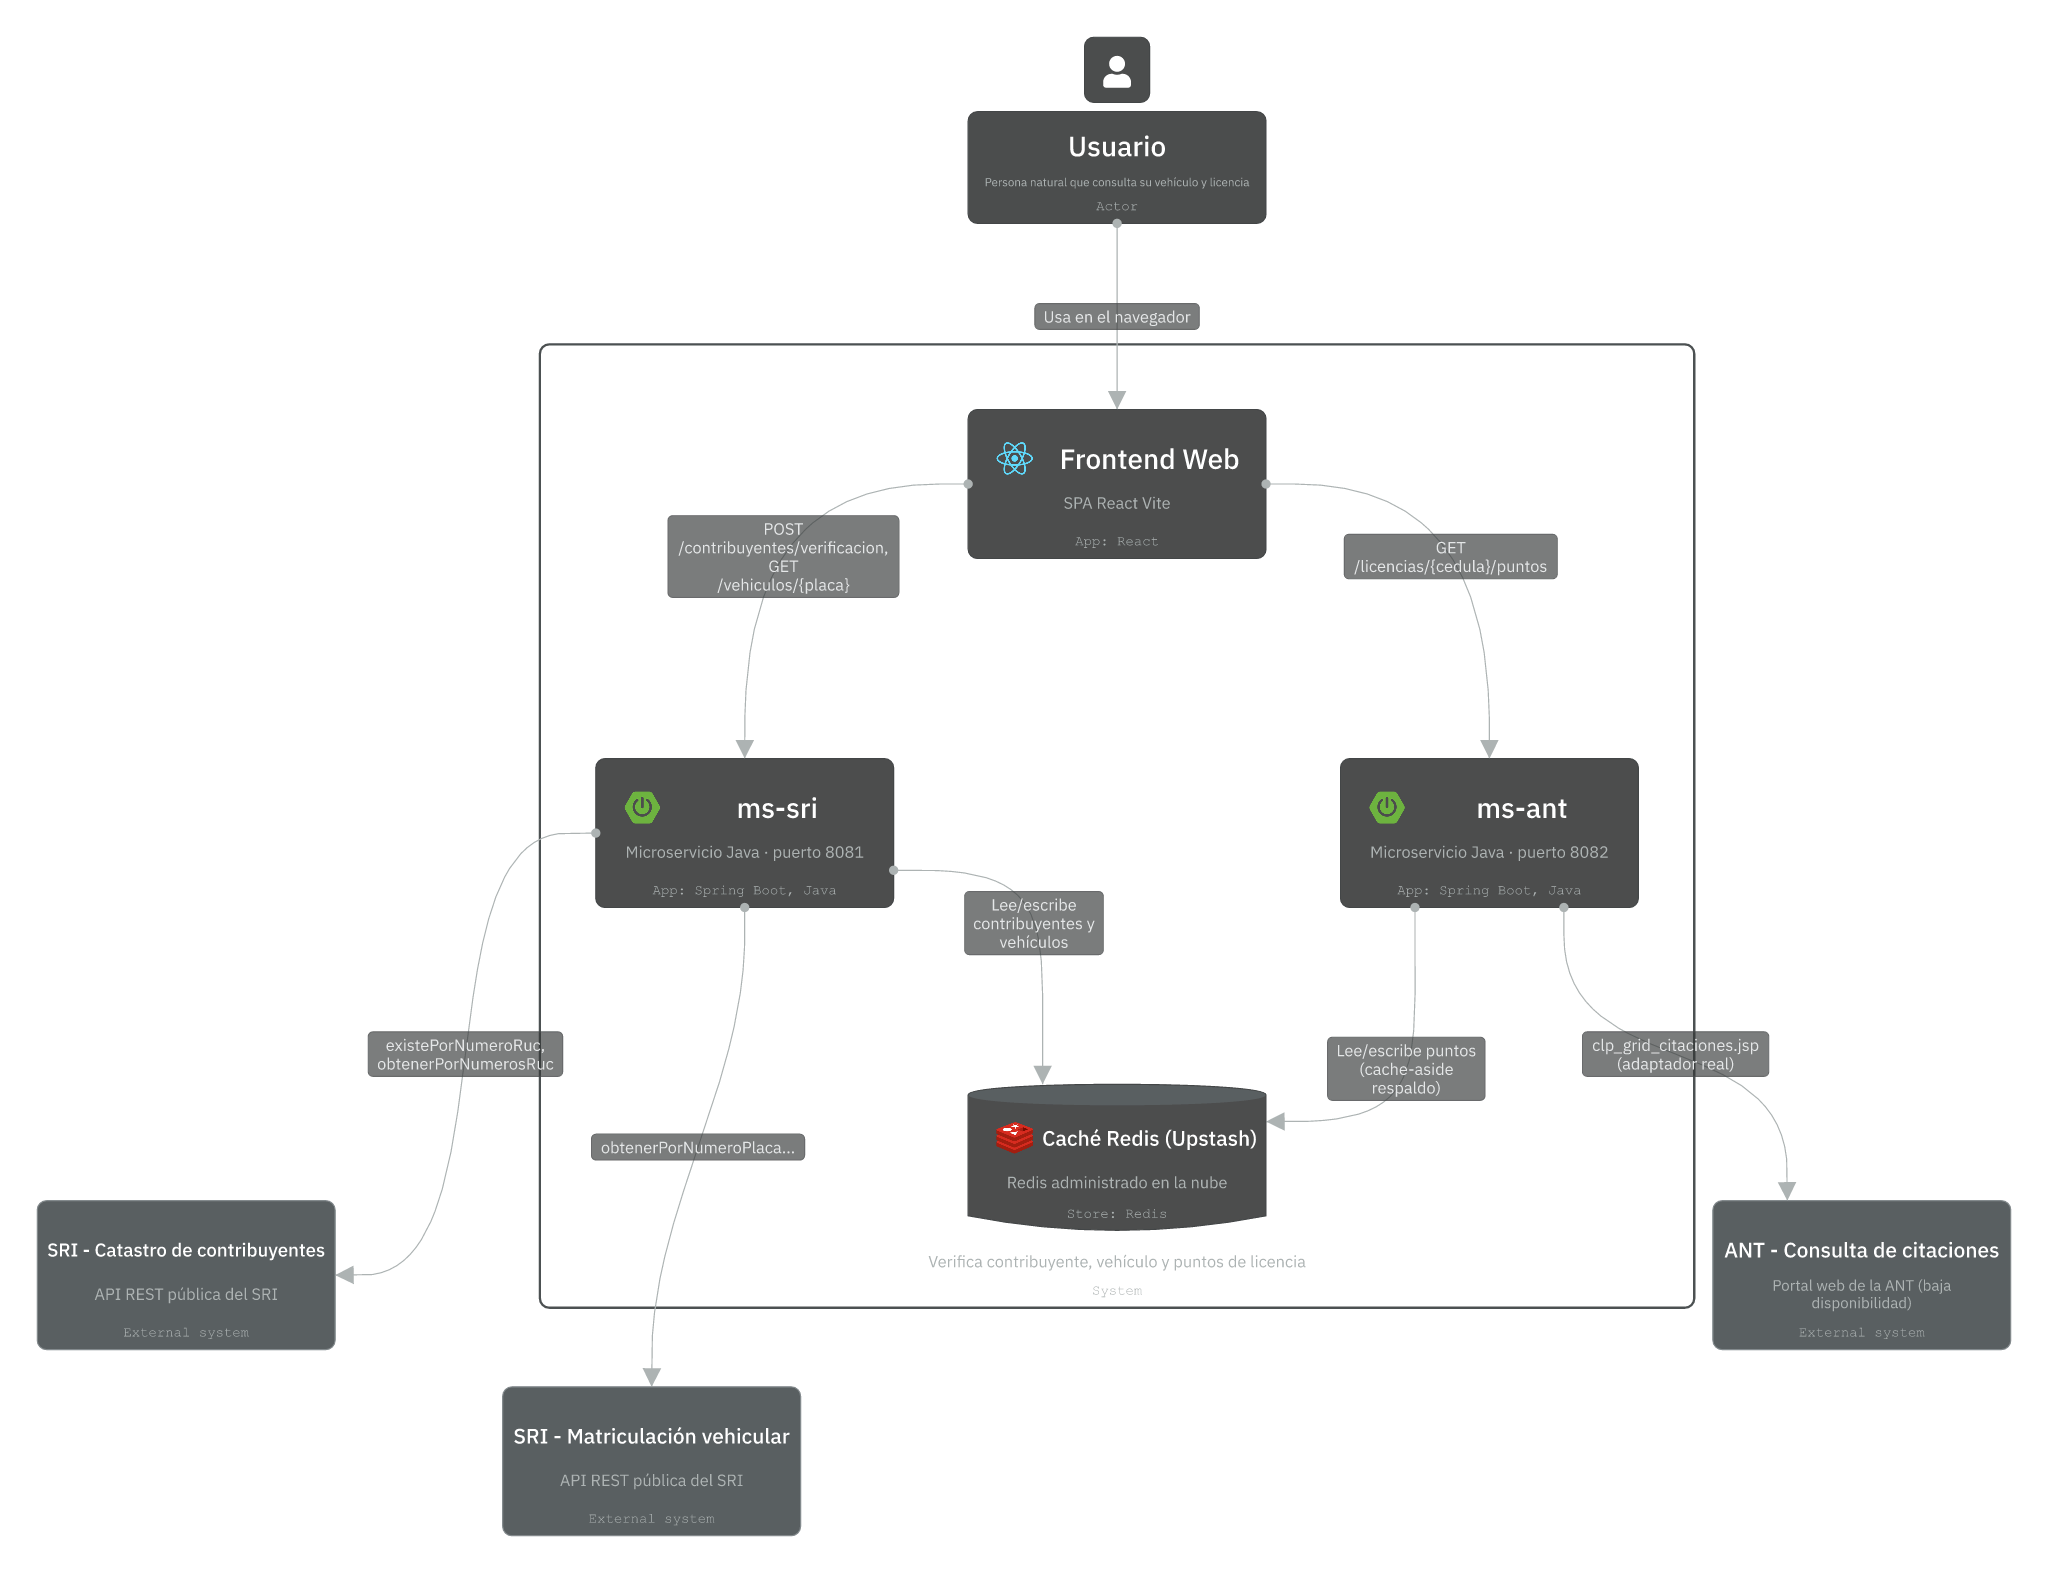 Usuario
Persona natural que consulta su vehículo y licencia
Actor
Usa en el navegador
Frontend Web
SPA React Vite
App: React
POST
/contribuyentes/verificacion,
GET
/vehiculos/{placa}
GET
/licencias/{cedula}/puntos
ms-sri
Microservicio Java · puerto 8081
App: Spring Boot, Java
ms-ant
Microservicio Java · puerto 8082
App: Spring Boot, Java
Lee/escribe
contribuyentes y
vehículos
existePorNumeroRuc,
obtenerPorNumerosRuc
Lee/escribe puntos
(cache-aside
respaldo)
clp_grid_citaciones.jsp
(adaptador real)
obtenerPorNumeroPlaca...
Caché Redis (Upstash)
Redis administrado en la nube
Store: Redis
Verifica contribuyente, vehículo y puntos de licencia
System
SRI - Catastro de contribuyentes
API REST pública del SRI
External system
ANT - Consulta de citaciones
Portal web de la ANT (baja
disponibilidad)
External system
SRI - Matriculación vehicular
API REST pública del SRI
External system